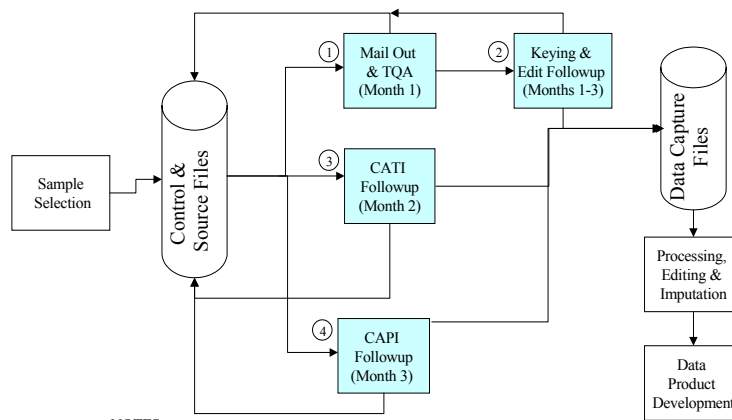 1
Mail Out
& TQA
(Month 1)
2
Keying &
Edit Followup
(Months 1-3)
Sample
Selection
Control &
Source Files
3
CATI
Followup
(Month 2)
Data Capture
Files
Processing,
Editing &
Imputation
4
CAPI
Followup
(Month 3)
Data
Product
Development